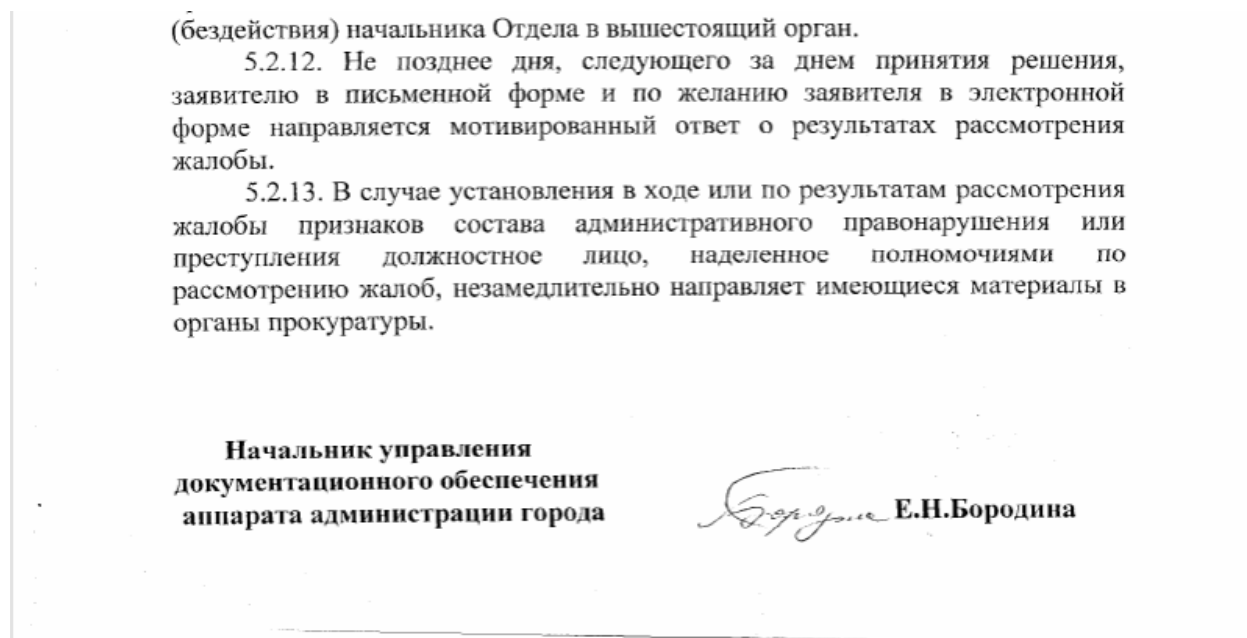 (бездействия) начальника Отдела в вышестоящий орган.
5.2.12. Не позднее дня, следующего за днем принятия решения,
заявителю в письменной форме и по желанию заявителя в электронной
форме направляется мотивированный ответ о результатах рассмотрения
жалобы.
5.2.13. В случае установления в ходе или по результатам рассмотрения
жалобы признаков состава административного правонарушения или
преступления должностное лицо, наделенное полномочиями по
рассмотрению жалоб, незамедлительно направляет имеющиеся материалы в
органы прокуратуры.
Начальник управления
документационного обеспечения
аппарата администрации города
Е.Н.Бородина